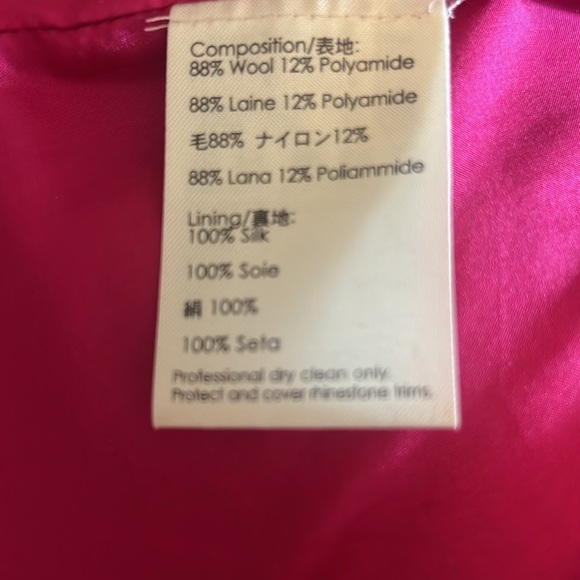 Composition/表地:
88% Wool 12% Polyamide
88% Laine 12% Polyamide
毛88% ナイロン12%
88% Lana 12% Poliammide
Lining/裏地:
100% Silk
100% Soie
絹 100%
100% Seta
Professional dry clean only.
Protect and cover rhinestone trims.